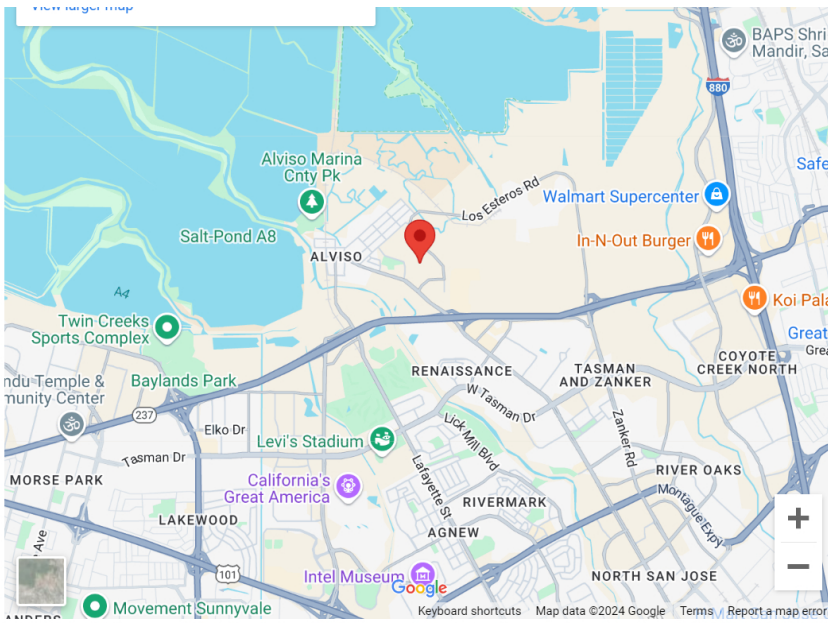 View larger map
BAPS Shri
Mandir, Sa
880
Alviso Marina
Cnty Pk
Safe
Los Esteros Rd
Walmart Supercenter
Salt-Pond A8
In-N-Out Burger
ALVISO
A4
Koi Pala
Twin Creeks
Sports Complex
Great
Grea
COYOTE
CREEK NORTH
RENAISSANCE
TASMAN
AND ZANKER
ndu Temple &
munity Center
Baylands Park
W Tasman Dr
237
Elko Dr
Lick Mill Blvd
Zanker Rd
Levi's Stadium
Tasman Dr
Lafayette St
RIVER OAKS
MORSE PARK
California's
Great America
Montague Expy
RIVERMARK
LAKEWOOD
AGNEW
Ave
101
Intel Museum
NORTH SAN JOSE
Google
Movement Sunnyvale
ANDERS
Keyboard shortcuts
Map data ©2024 Google
Terms
Report a map error